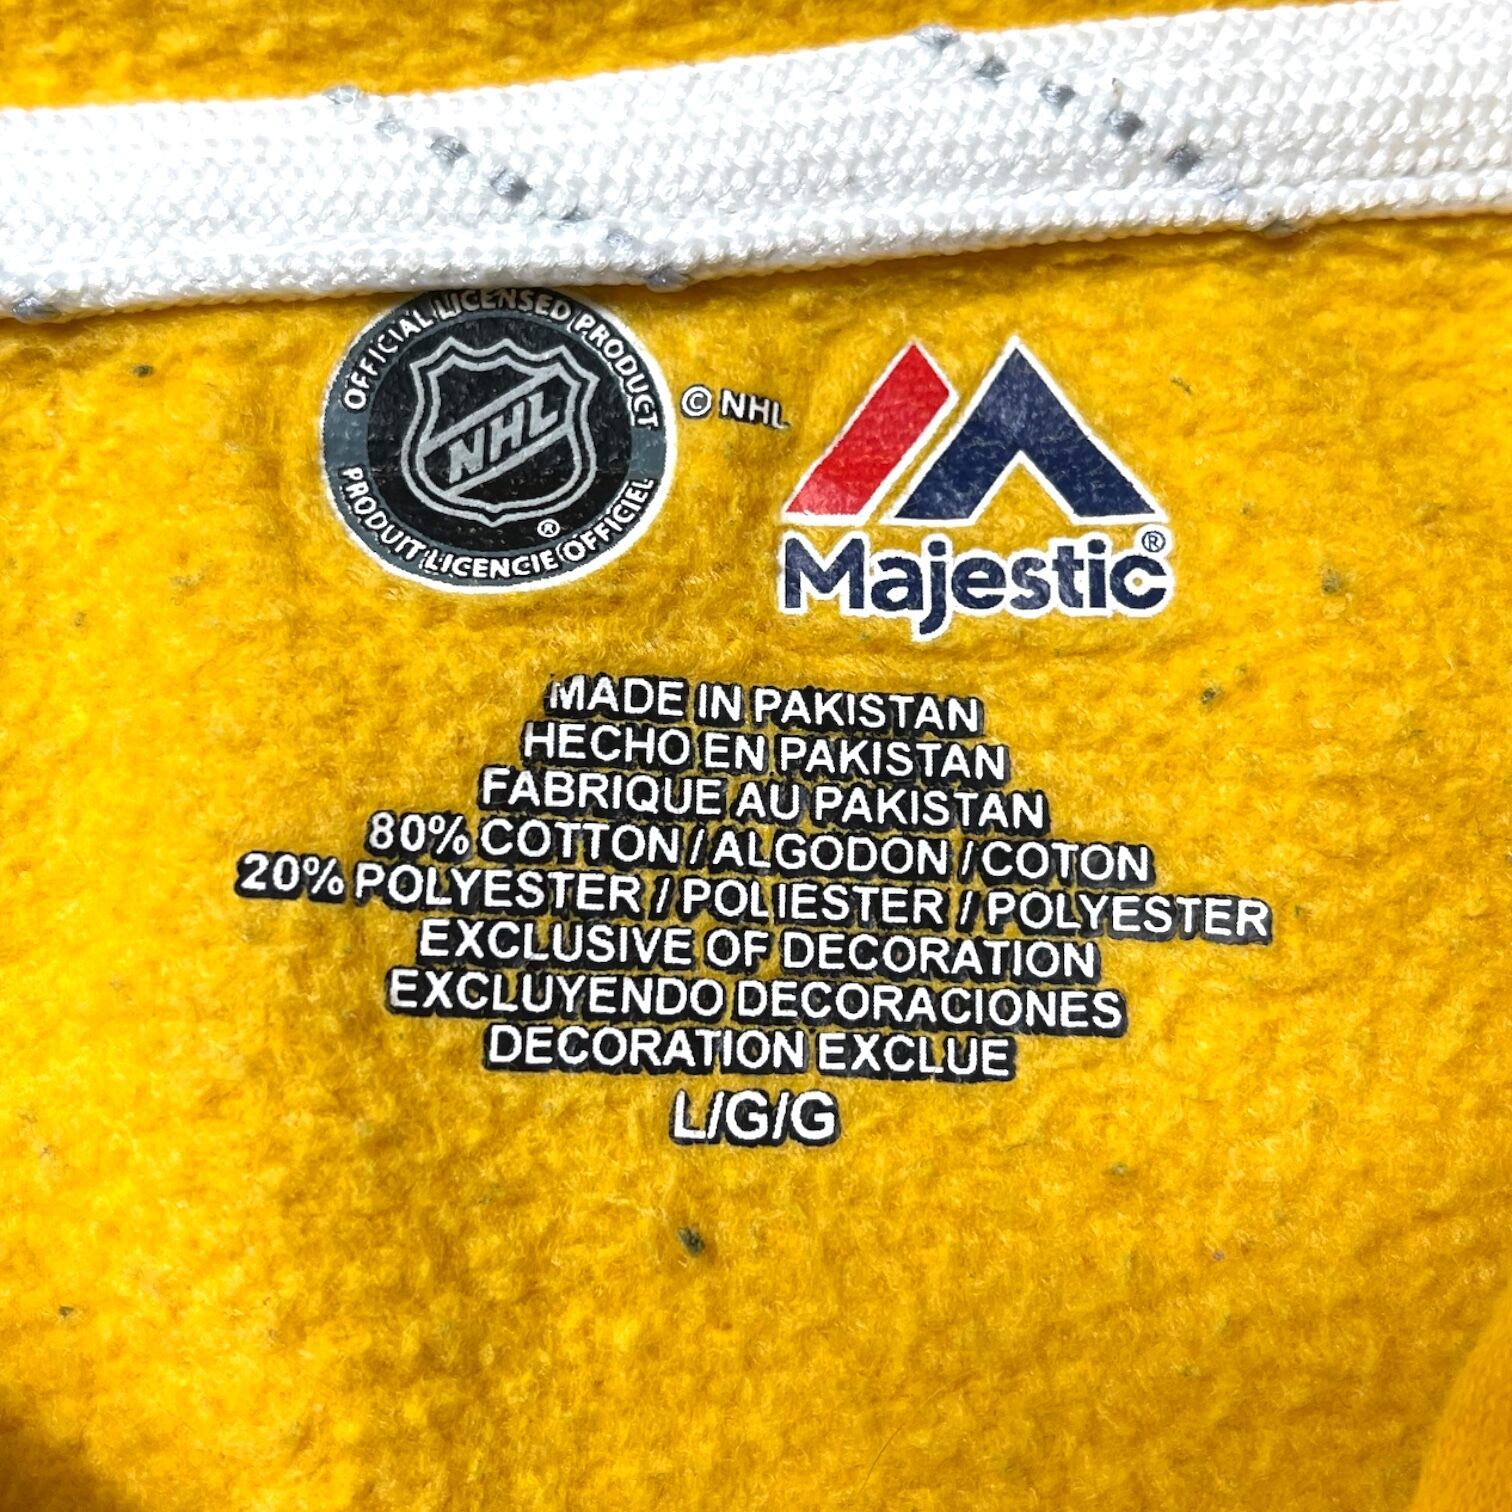 OFFICIAL LICENSED PRODUCT
NHL
®
PRODUIT LICENCIE OFFICIEL
© NHL
Majestic®
MADE IN PAKISTAN
HECHO EN PAKISTAN
FABRIQUE AU PAKISTAN
80% COTTON / ALGODON / COTON
20% POLYESTER / POLIESTER / POLYESTER
EXCLUSIVE OF DECORATION
EXCLUYENDO DECORACIONES
DECORATION EXCLUE
L/G/G